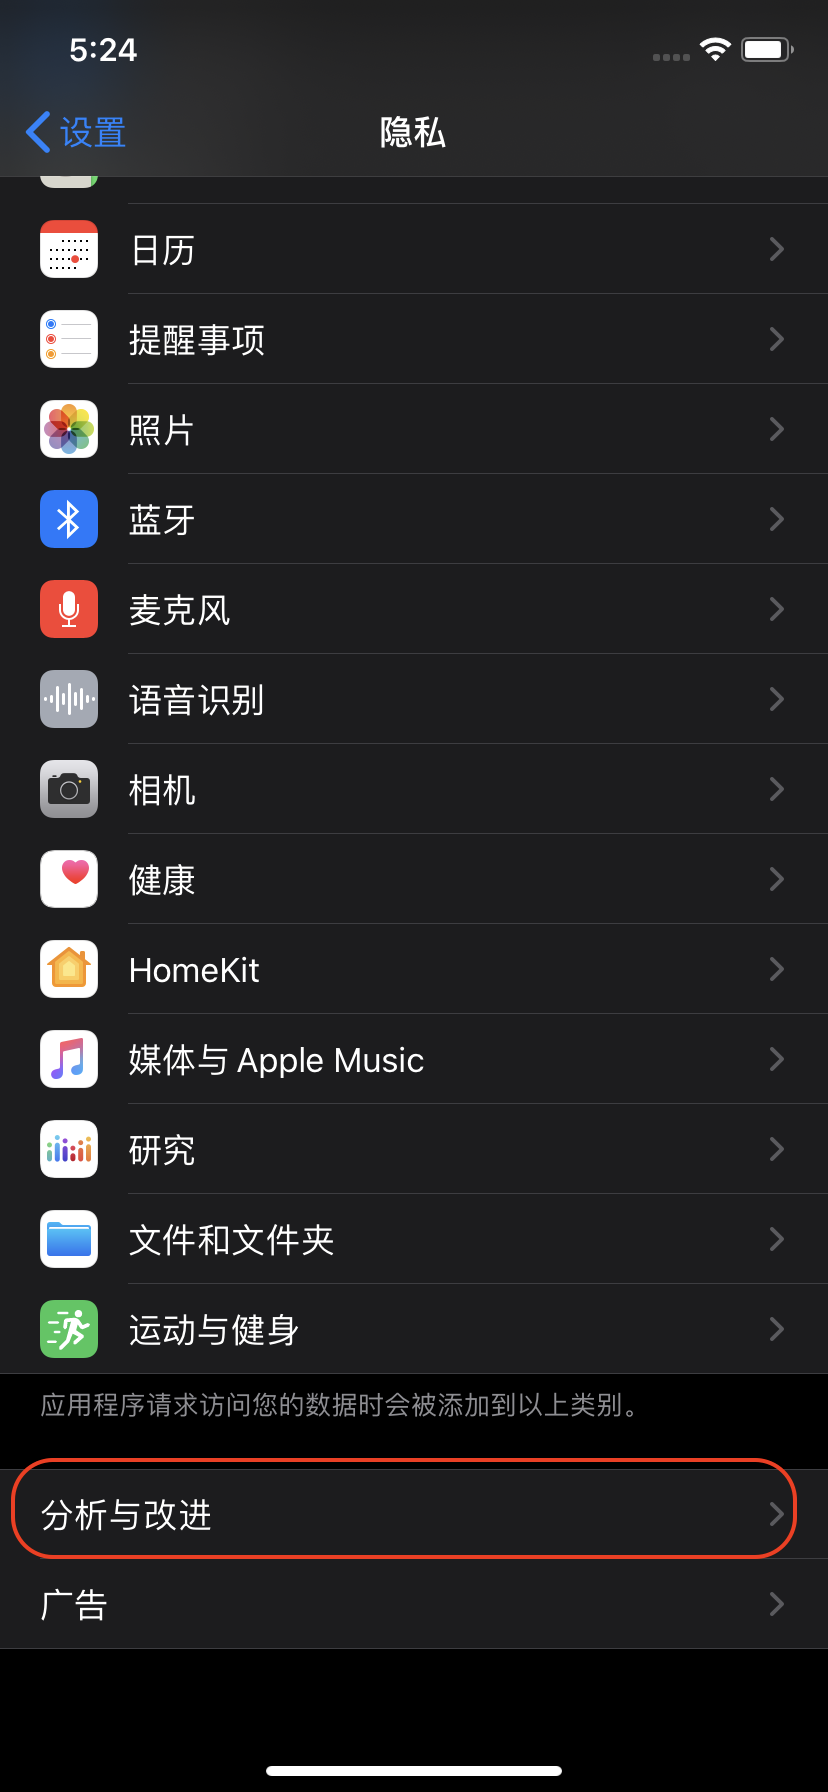 5:24
设置
隐私
日历
提醒事项
照片
蓝牙
麦克风
语音识别
相机
健康
HomeKit
媒体与 Apple Music
研究
文件和文件夹
运动与健身
应用程序请求访问您的数据时会被添加到以上类别。
分析与改进
广告